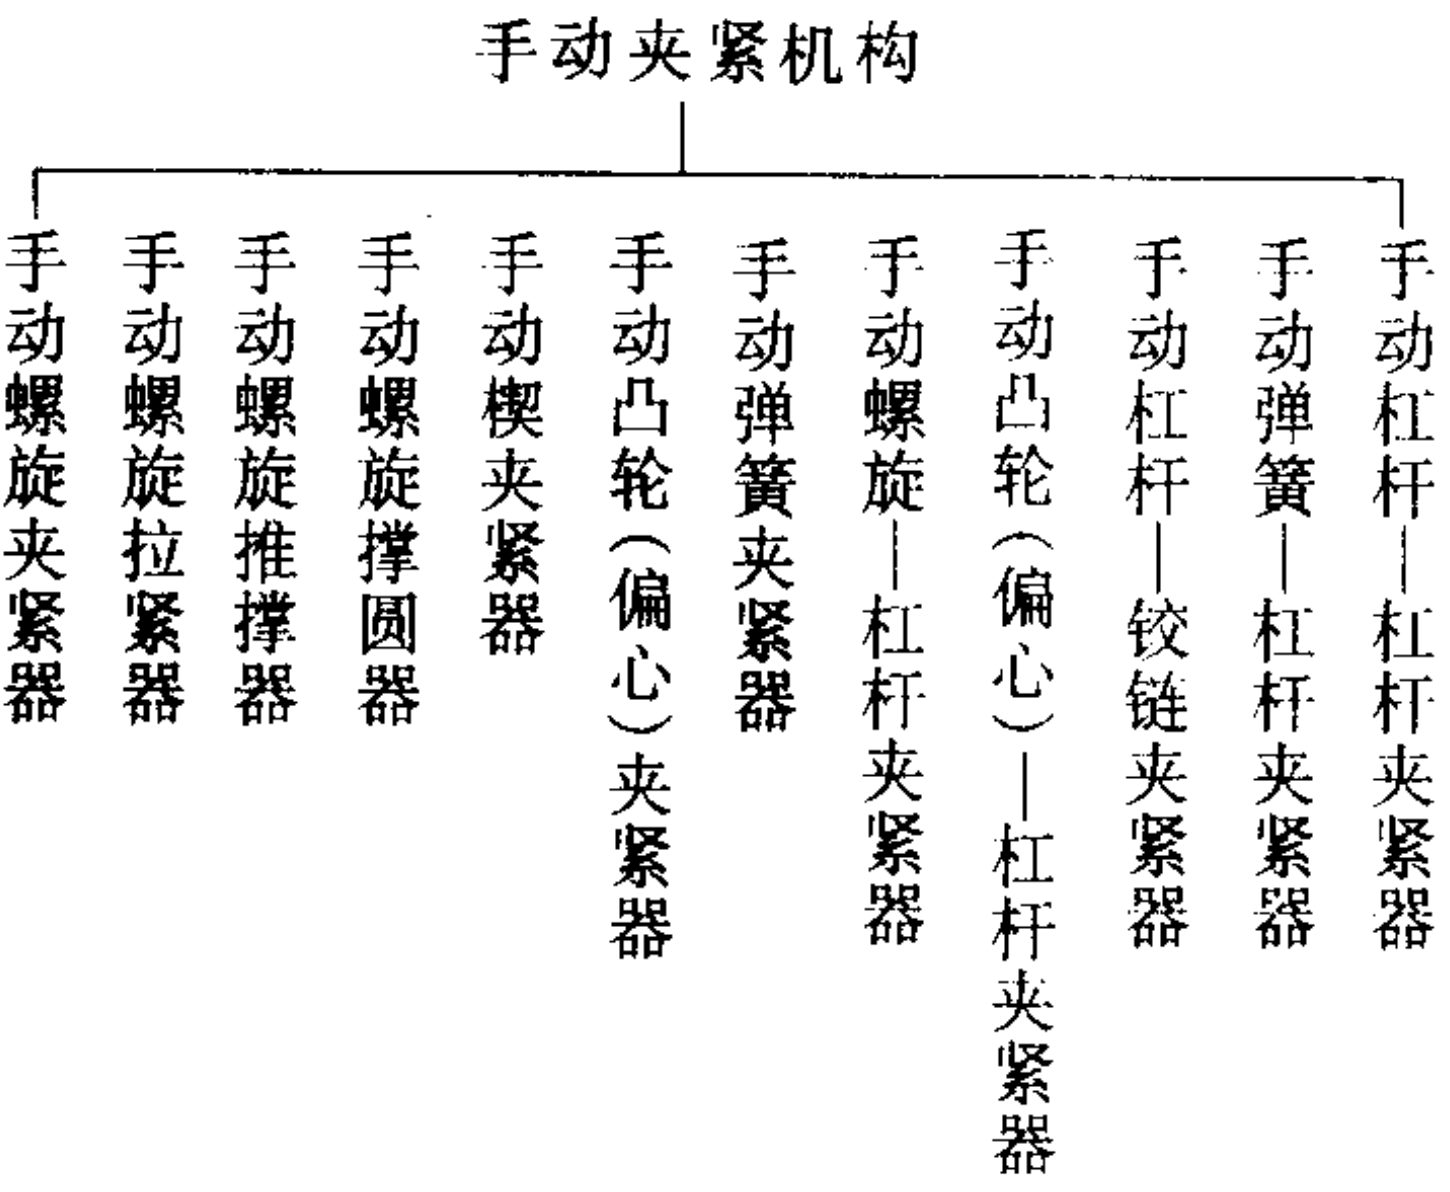 手动夹紧机构
手动螺旋夹紧器
手动螺旋拉紧器
手动螺旋推撑器
手动螺旋撑圆器
手动楔夹紧器
手动凸轮(偏心)夹紧器
手动弹簧夹紧器
手动螺旋—杠杆夹紧器
手动凸轮(偏心)—杠杆夹紧器
手动杠杆—铰链夹紧器
手动弹簧—杠杆夹紧器
手动杠杆—杠杆夹紧器